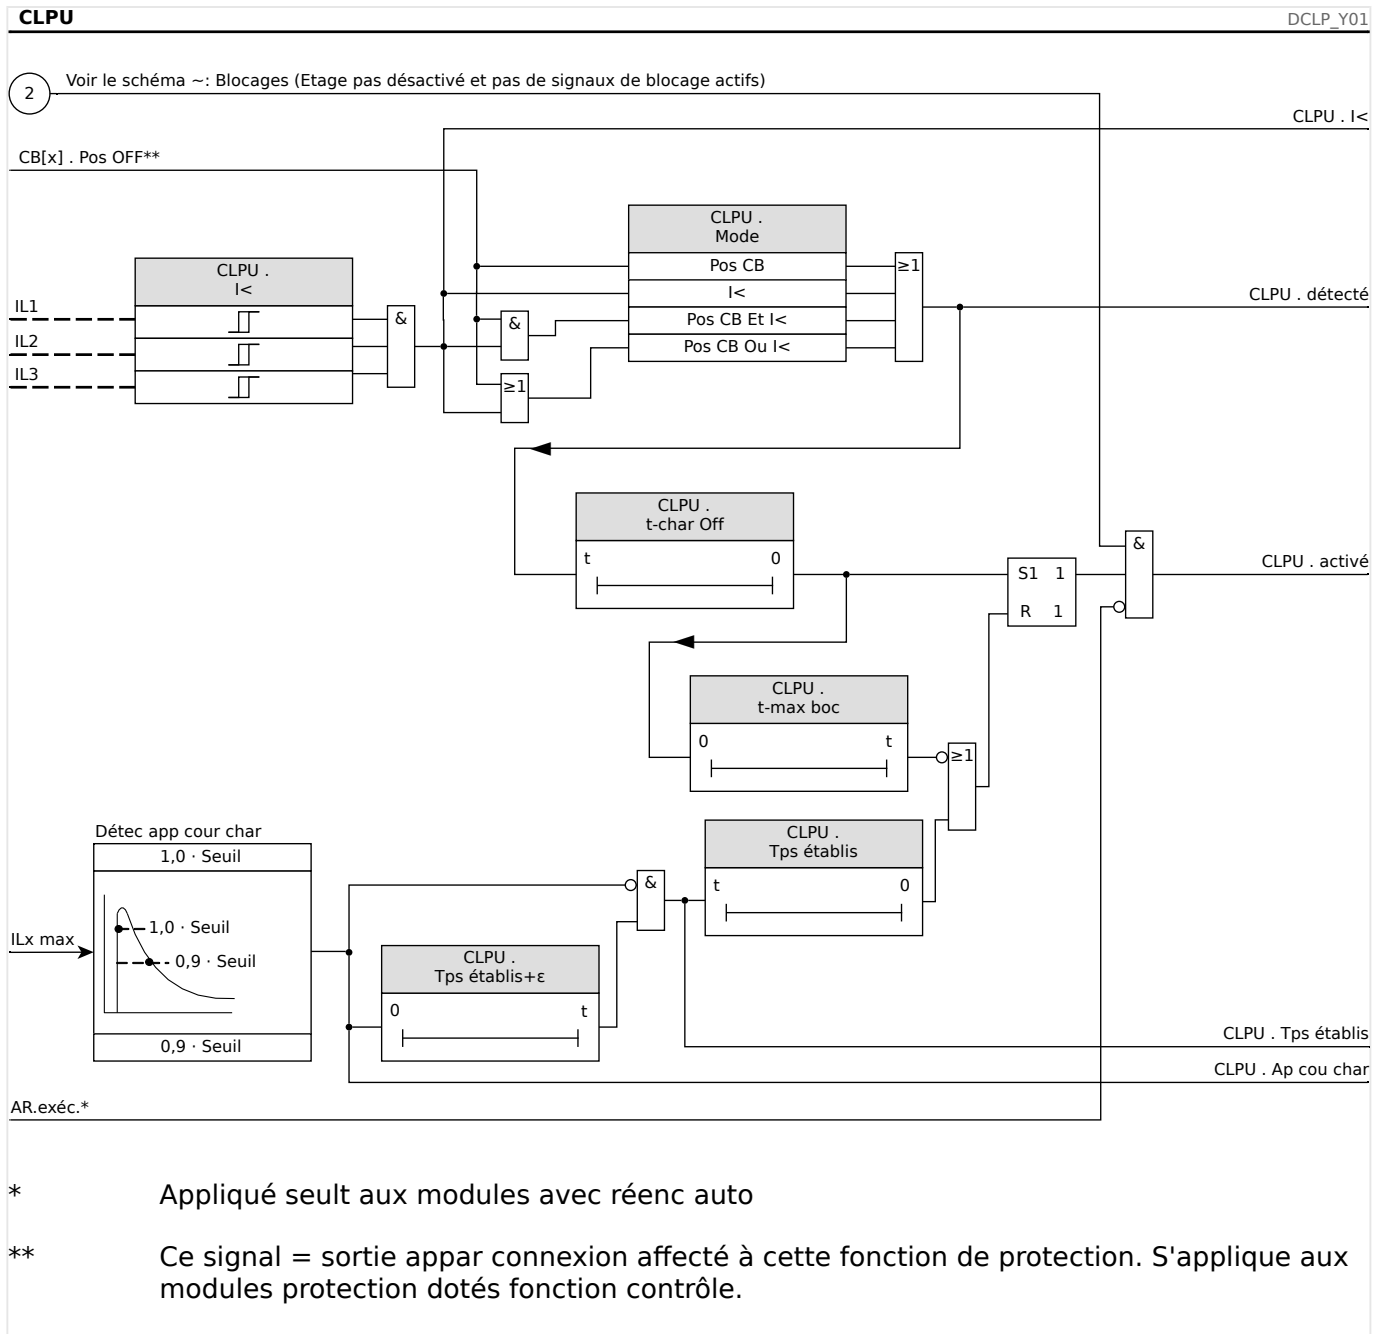 CLPU
DCLP_Y01
2
Voir le schéma ~: Blocages (Etage pas désactivé et pas de signaux de blocage actifs)
CLPU . I<
CB[x] . Pos OFF**
CLPU .
Mode
Pos CB
I<
Pos CB Et I<
Pos CB Ou I<
≥1
CLPU .
I<
IL1
IL2
IL3
&
&
≥1
CLPU . détecté
CLPU .
t-char Off
t 0
S1 1
R 1
&
CLPU . activé
CLPU .
t-max boc
0 t
≥1
CLPU .
Tps établis
t 0
Détec app cour char
1,0 · Seuil
1,0 · Seuil
0,9 · Seuil
0,9 · Seuil
ILx max
&
CLPU .
Tps établis+ε
0 t
CLPU . Tps établis
CLPU . Ap cou char
AR.exéc.*
* Appliqué seult aux modules avec réenc auto
** Ce signal = sortie appar connexion affecté à cette fonction de protection. S'applique aux
modules protection dotés fonction contrôle.